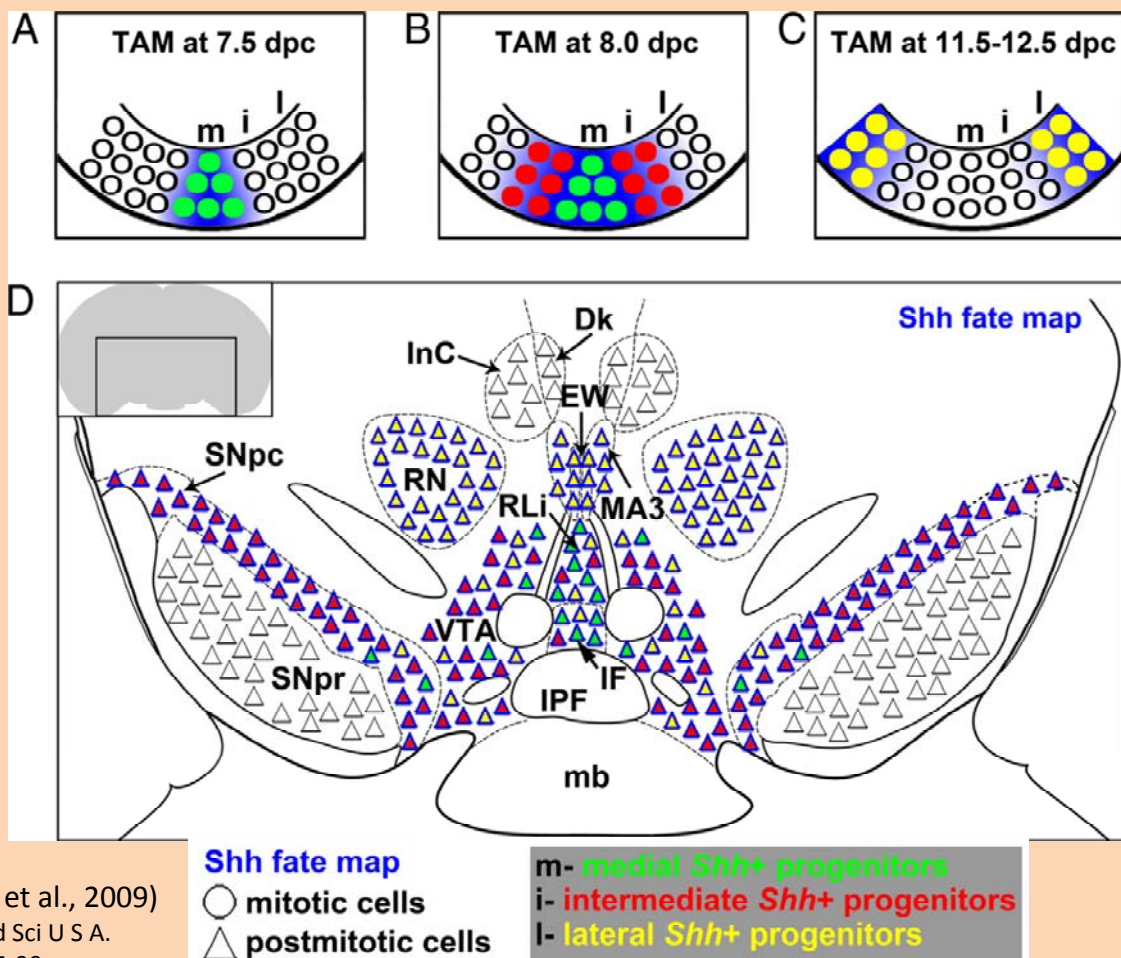 A
TAM at 7.5 dpc
m
i
l
B
TAM at 8.0 dpc
m
i
l
C
TAM at 11.5-12.5 dpc
m
i
l
D
Shh fate map
Dk
InC
EW
SNpc
RN
RLi
MA3
VTA
SNpr
IF
IPF
mb
Shh fate map
mitotic cells
postmitotic cells
m- medial Shh+ progenitors
i- intermediate Shh+ progenitors
l- lateral Shh+ progenitors
et al., 2009)
Sci U S A.